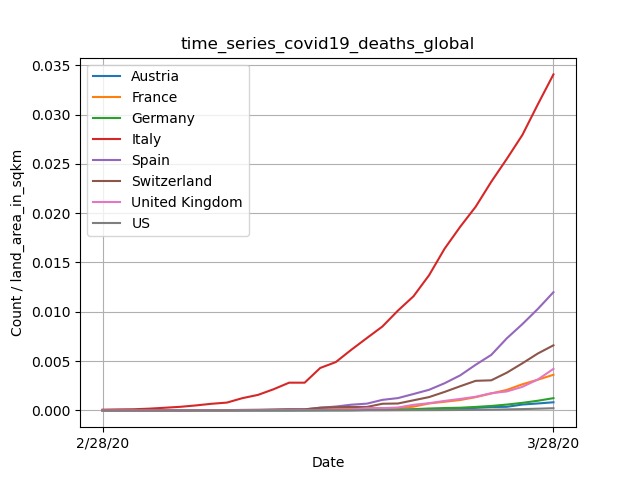 time_series_covid19_deaths_global
0.035
0.030
0.025
0.020
0.015
0.010
0.005
0.000
Count / land_area_in_sqkm
Austria
France
Germany
Italy
Spain
Switzerland
United Kingdom
US
2/28/20
3/28/20
Date